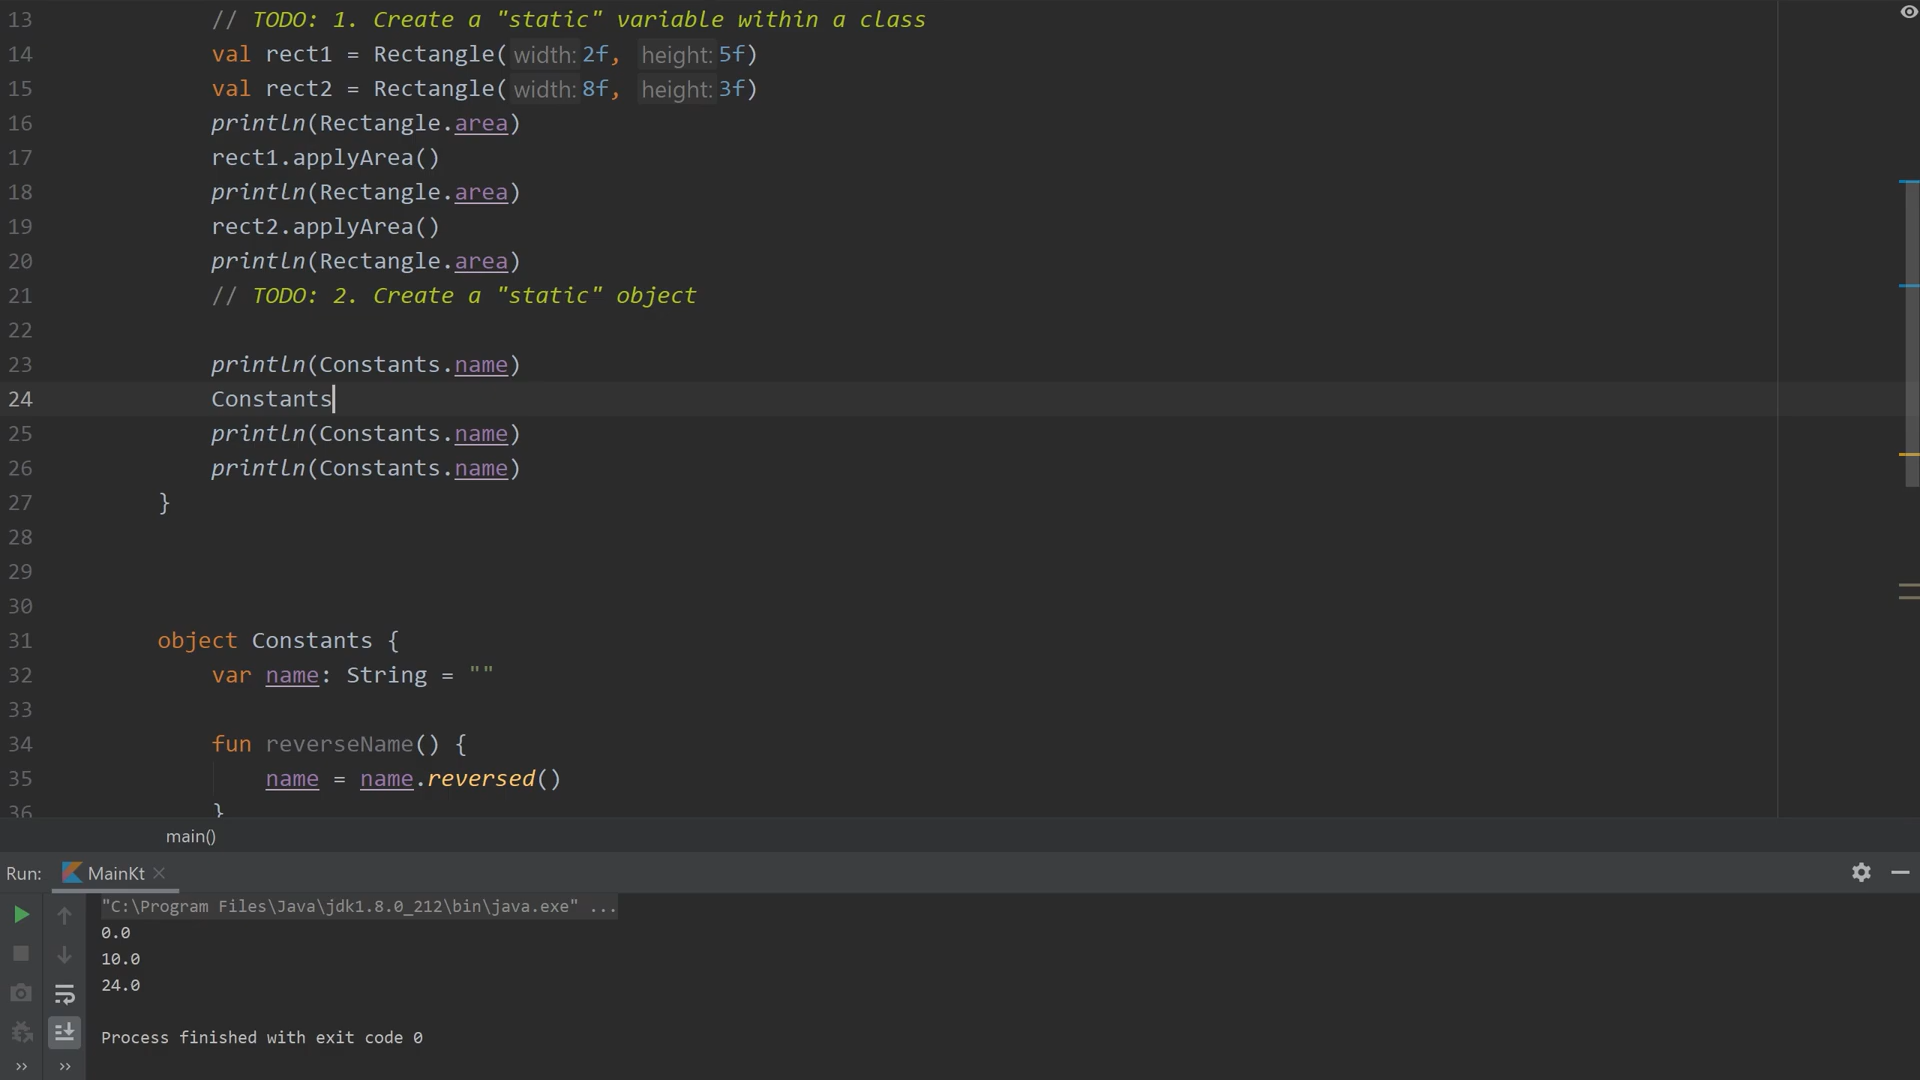 13 // TODO: 1. Create a "static" variable within a class
14 val rect1 = Rectangle( width: 2f, height: 5f)
15 val rect2 = Rectangle( width: 8f, height: 3f)
16 println(Rectangle.area)
17 rect1.applyArea()
18 println(Rectangle.area)
19 rect2.applyArea()
20 println(Rectangle.area)
21 // TODO: 2. Create a "static" object
22
23 println(Constants.name)
24 Constants
25 println(Constants.name)
26 println(Constants.name)
27 }
28
29
30
31 object Constants {
32 var name: String = ""
33
34 fun reverseName() {
35 name = name.reversed()
36 }
main()
Run: MainKt
"C:\Program Files\Java\jdk1.8.0_212\bin\java.exe" ...
0.0
10.0
24.0
Process finished with exit code 0